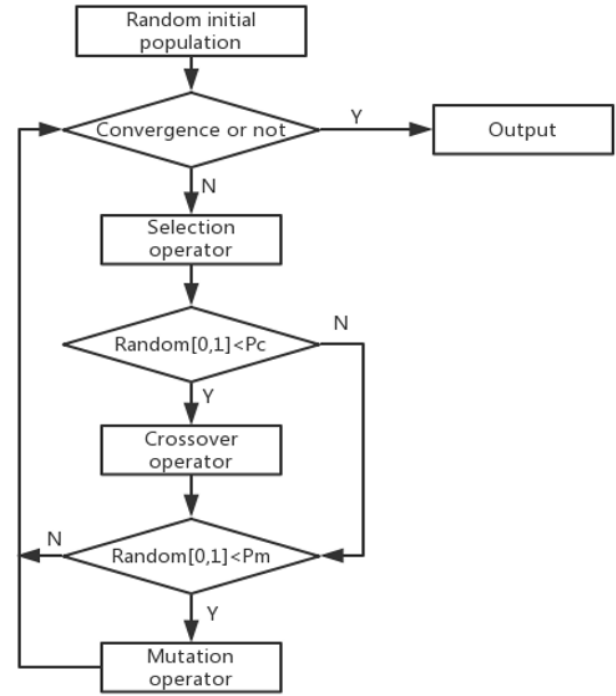 Random initial
population
Convergence or not
Y
Output
N
Selection
operator
Random[0,1]<Pc
N
Y
Crossover
operator
Random[0,1]<Pm
N
Y
Mutation
operator